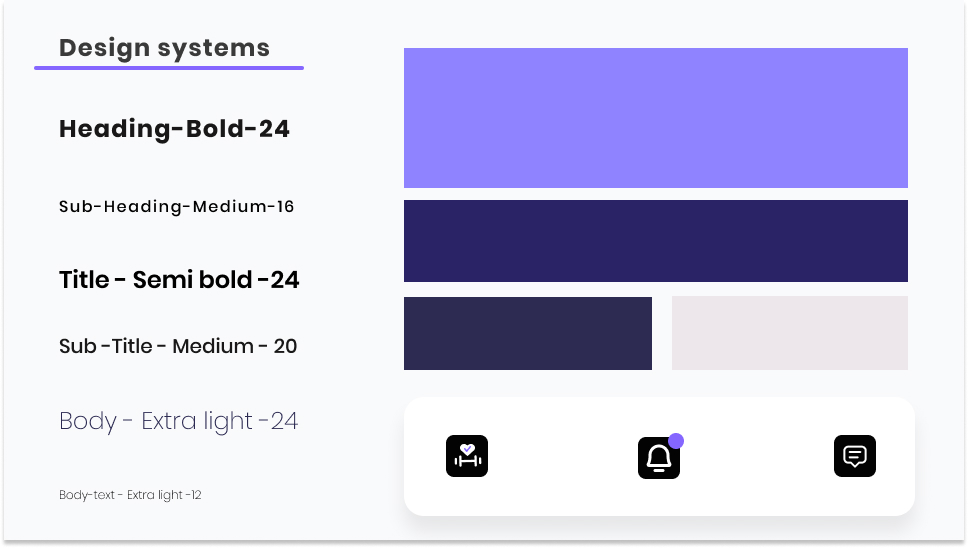 Design systems
Heading-Bold-24
Sub-Heading-Medium-16
Title - Semi bold -24
Sub -Title - Medium - 20
Body - Extra light -24
Body-text - Extra light -12